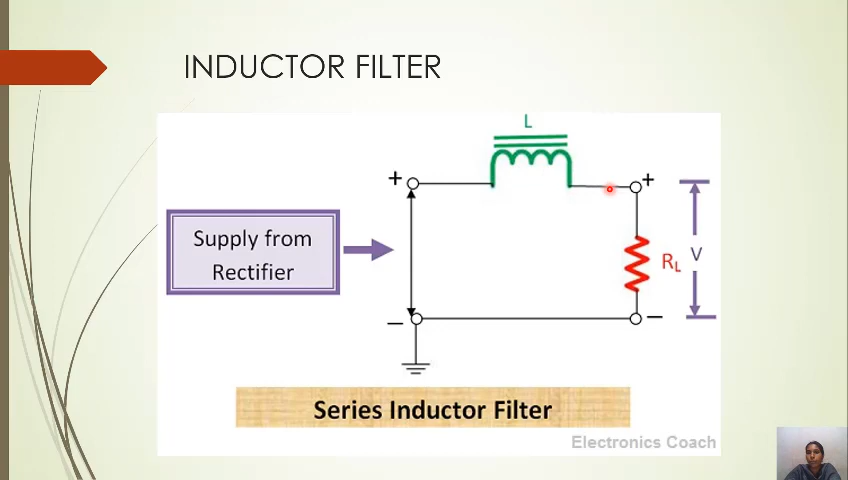 INDUCTOR FILTER
L
+
+
Supply from
Rectifier
RL
V
−
−
Series Inductor Filter
Electronics Coach